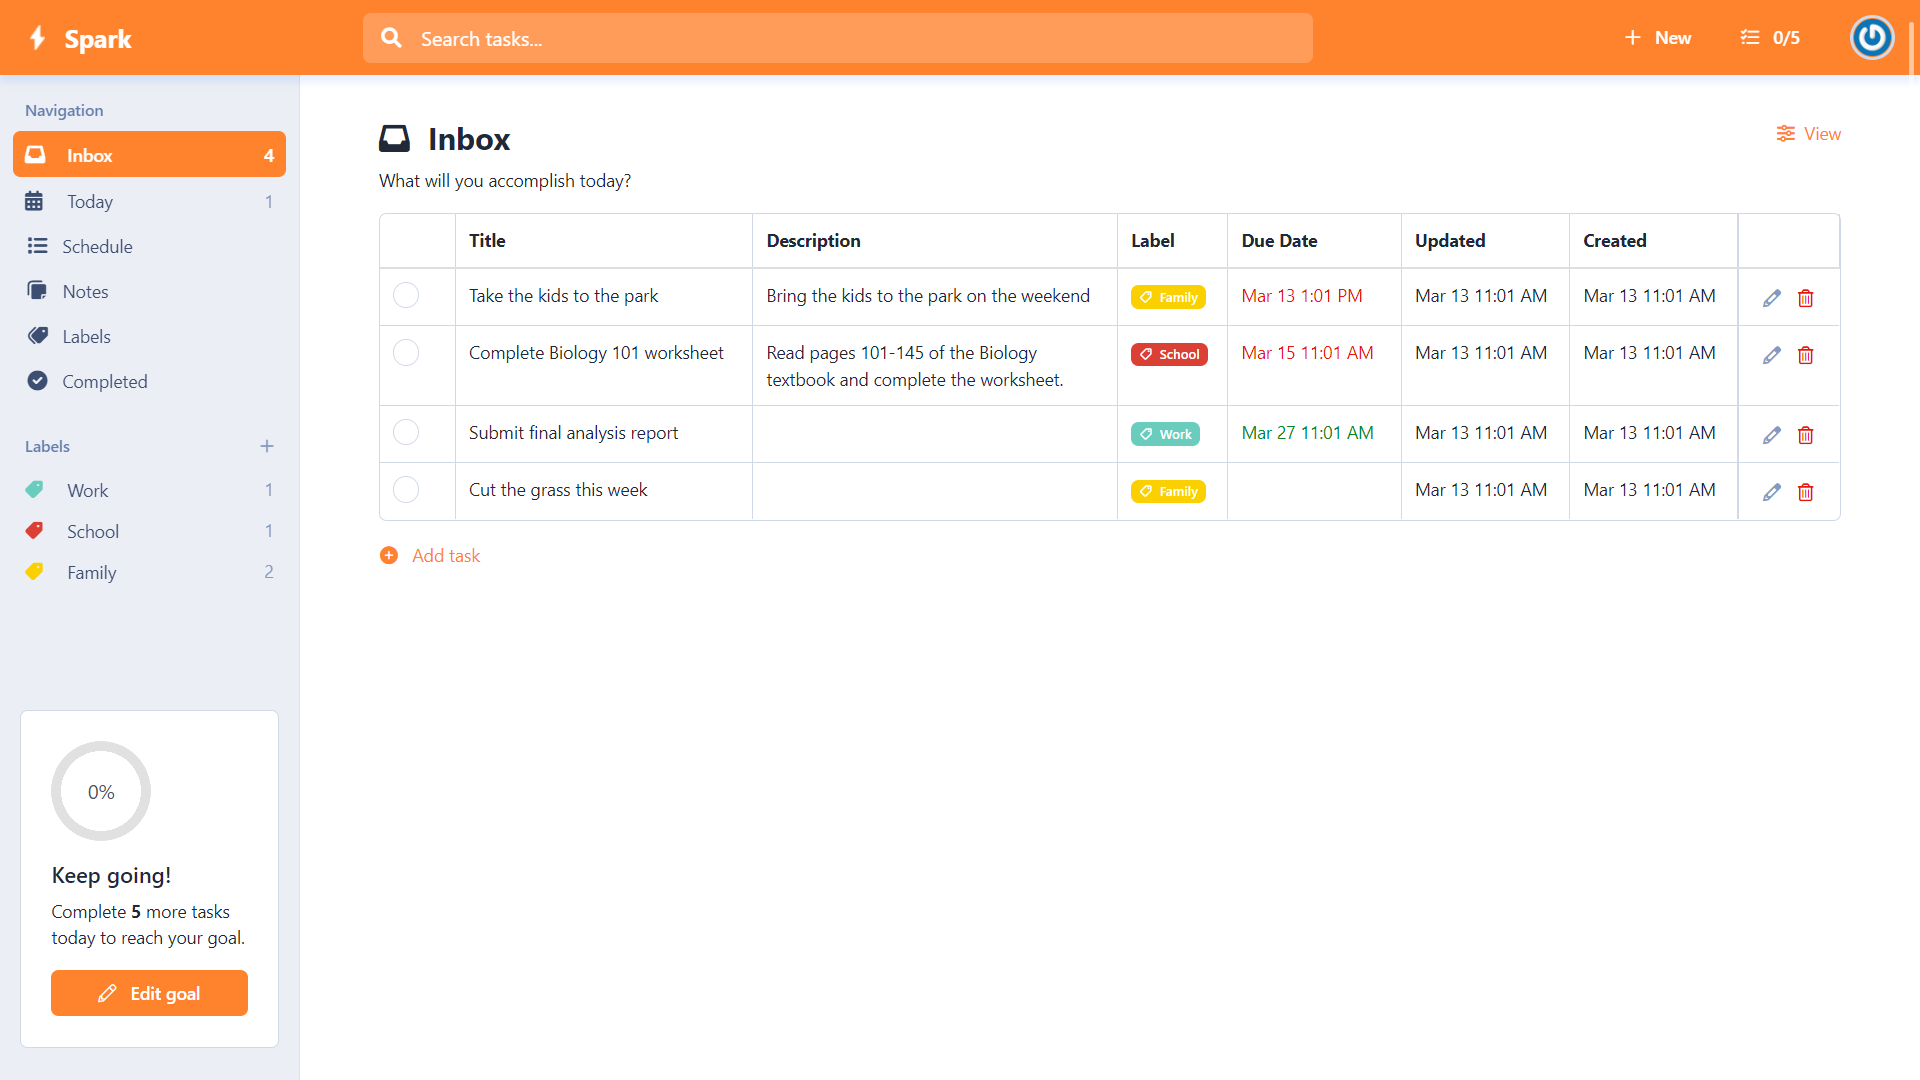 Spark
Search tasks...
New
0/5
Navigation
Inbox 4
Today 1
Schedule
Notes
Labels
Completed
Labels
Work 1
School 1
Family 2
0%
Keep going!
Complete 5 more tasks
today to reach your goal.
Edit goal
Inbox
View
What will you accomplish today?
Title Description Label Due Date Updated Created
Take the kids to the park Bring the kids to the park on the weekend Family Mar 13 1:01 PM Mar 13 11:01 AM Mar 13 11:01 AM
Complete Biology 101 worksheet Read pages 101-145 of the Biology School Mar 15 11:01 AM Mar 13 11:01 AM Mar 13 11:01 AM
textbook and complete the worksheet.
Submit final analysis report Work Mar 27 11:01 AM Mar 13 11:01 AM Mar 13 11:01 AM
Cut the grass this week Family Mar 13 11:01 AM Mar 13 11:01 AM
Add task